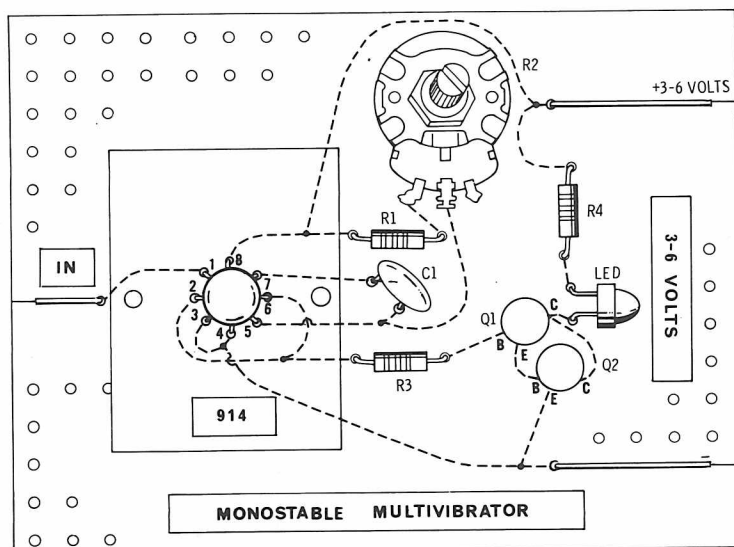 R2
+3-6 VOLTS
R1
R4
IN
1 8
2 7
3 6
4 5
C1
LED
3-6 VOLTS
Q1 C
B E
Q2
B E C
R3
914
-
MONOSTABLE MULTIVIBRATOR